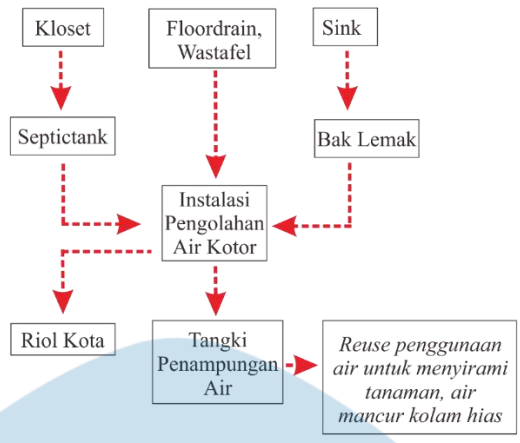 Kloset
Floordrain,
Wastafel
Sink
Septictank
Bak Lemak
Instalasi
Pengolahan
Air Kotor
Riol Kota
Tangki
Penampungan
Air
Reuse penggunaan
air untuk menyirami
tanaman, air
mancur kolam hias